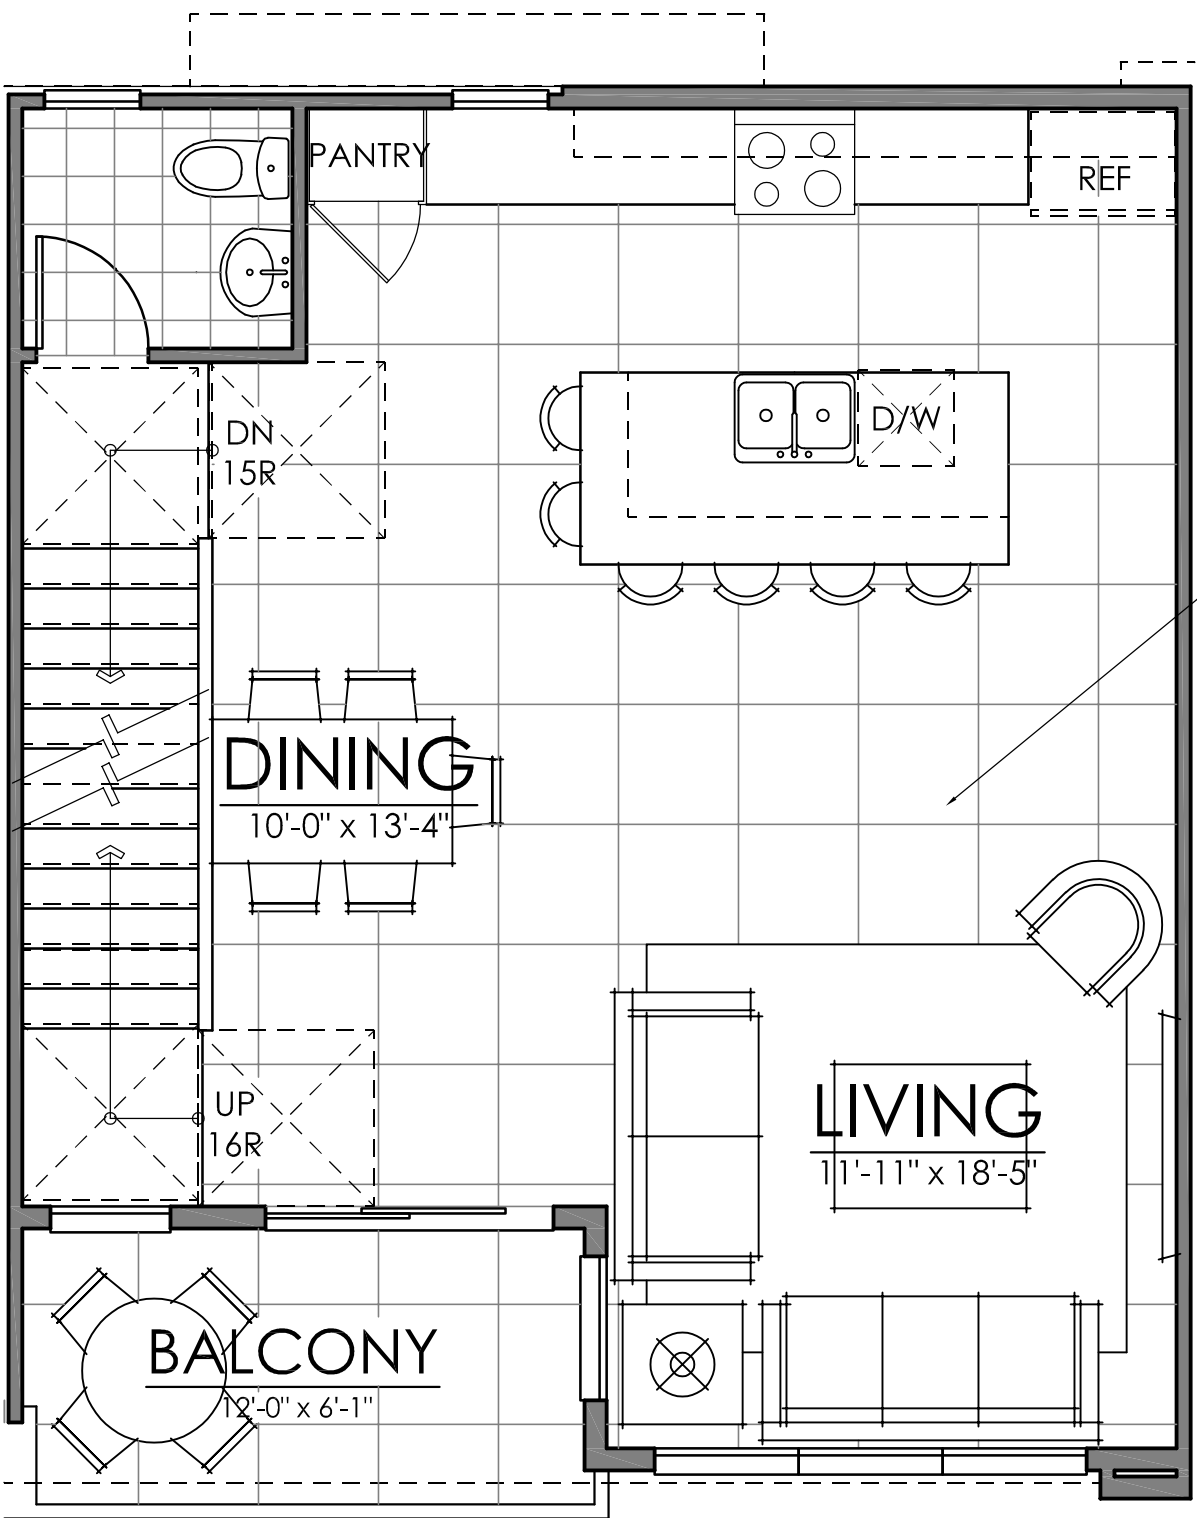 PANTRY
REF
DN
15R
D/W
DINING
10'-0" x 13'-4"
UP
16R
LIVING
11'-11" x 18'-5"
BALCONY
12'-0" x 6'-1"